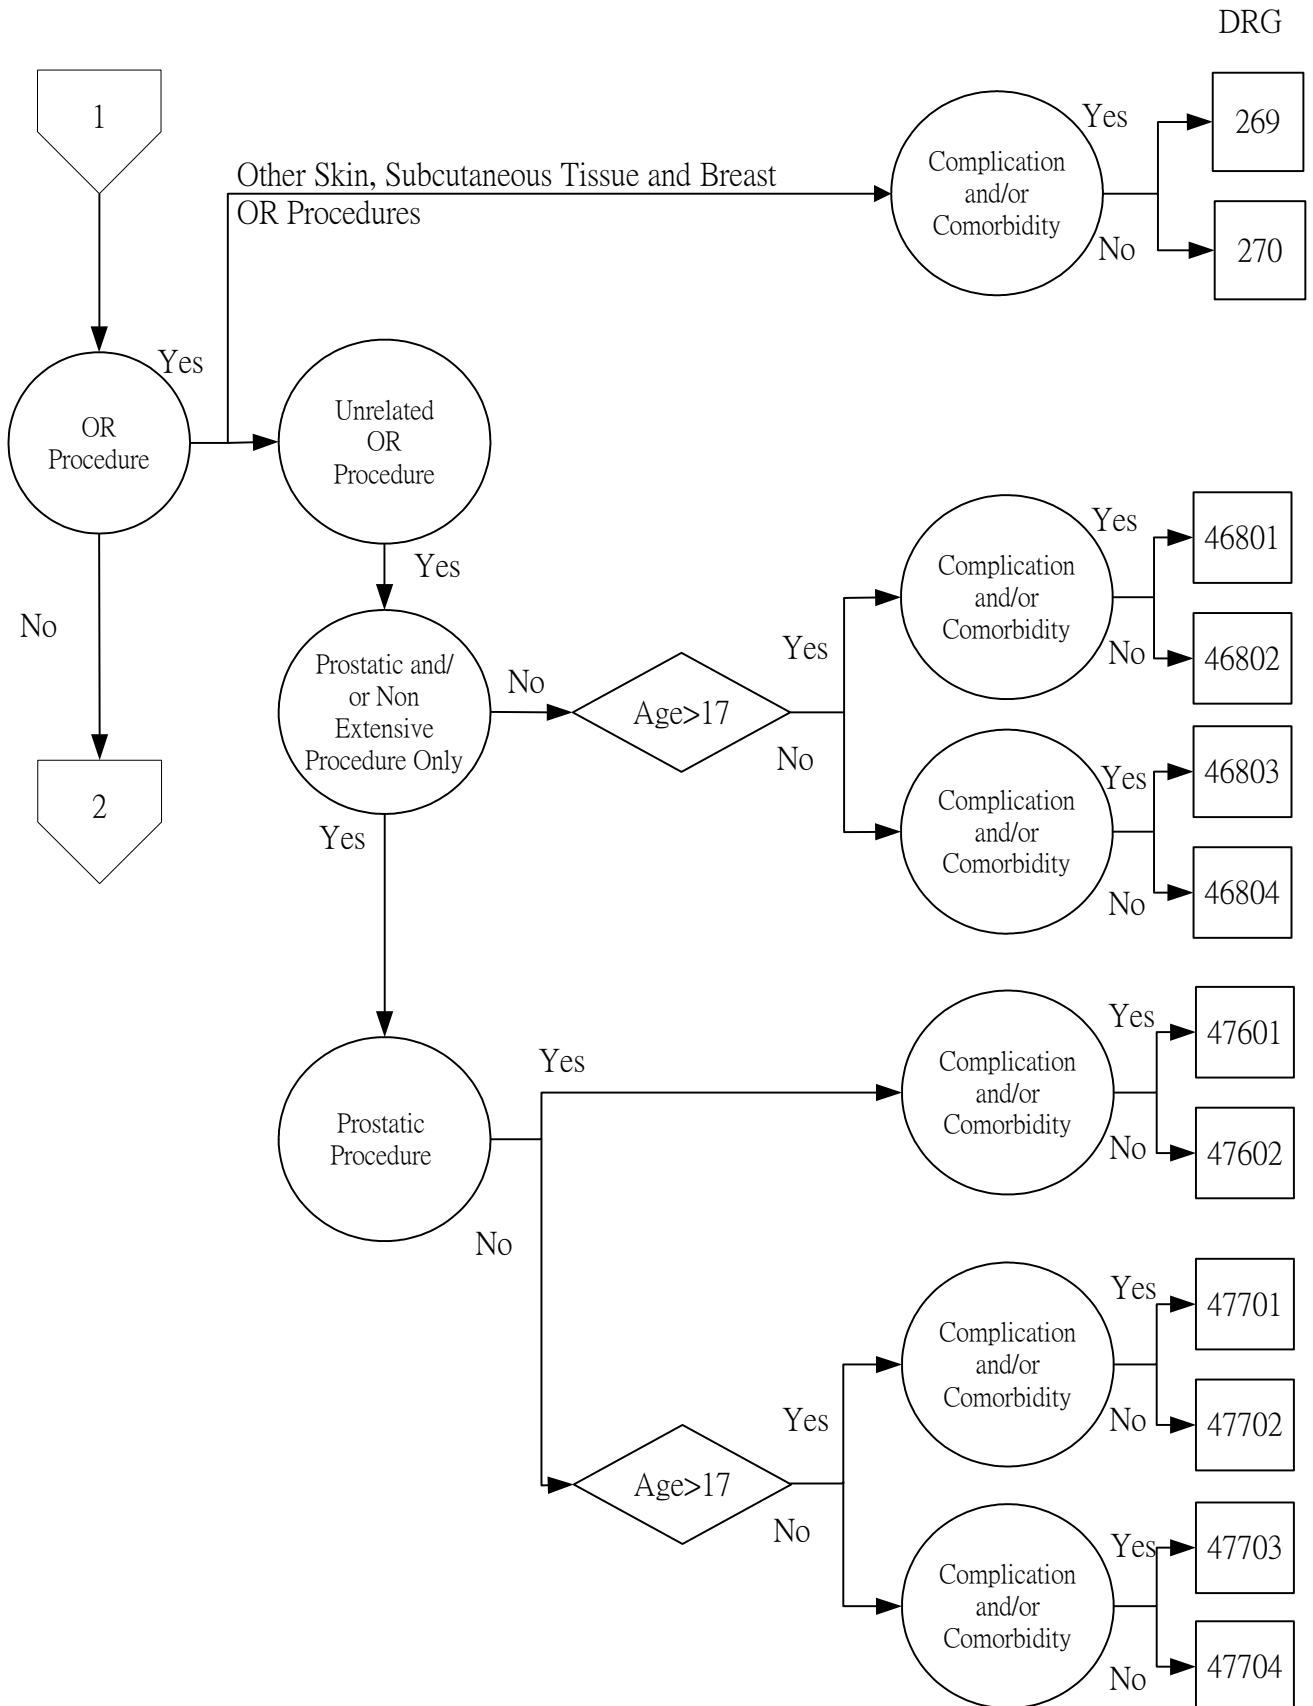 DRG
1
Other Skin, Subcutaneous Tissue and Breast
OR Procedures
Complication
and/or
Comorbidity
Yes
269
No
270
OR
Procedure
Yes
No
2
Unrelated
OR
Procedure
Yes
Prostatic and/
or Non
Extensive
Procedure Only
No
Age>17
Yes
Complication
and/or
Comorbidity
Yes
46801
No
46802
No
Complication
and/or
Comorbidity
Yes
46803
No
46804
Yes
Prostatic
Procedure
Yes
Complication
and/or
Comorbidity
Yes
47601
No
47602
No
Age>17
Yes
Complication
and/or
Comorbidity
Yes
47701
No
47702
No
Complication
and/or
Comorbidity
Yes
47703
No
47704